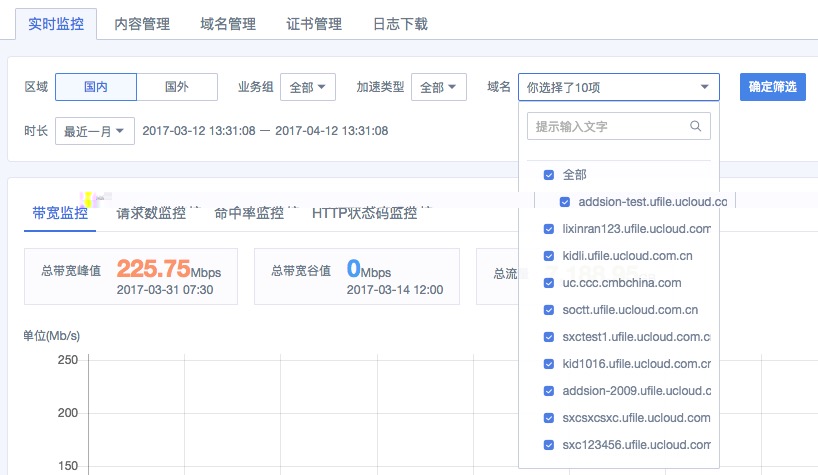 实时监控 内容管理 域名管理 证书管理 日志下载
区域 国内 国外 业务组 全部 加速类型 全部 域名 你选择了10项 确定筛选
时长 最近一月 2017-03-12 13:31:08 一 2017-04-12 13:31:08
提示输入文字
全部
addsion-test.ufile.ucloud.co
lixinran123.ufile.ucloud.com
kidli.ufile.ucloud.com.cn
uc.ccc.cmbchina.com
soctt.ufile.ucloud.com.cn
sxctest1.ufile.ucloud.com.c
kid1016.ufile.ucloud.com.cr
addsion-2009.ufile.ucloud.c
sxcsxcsxc.ufile.ucloud.com
sxc123456.ufile.ucloud.com
带宽监控 请求数监控 命中率监控 HTTP状态码监控
总带宽峰值 225.75Mbps
2017-03-31 07:30
总带宽谷值 0Mbps
2017-03-14 12:00
总流
单位(Mb/s)
250
200
150